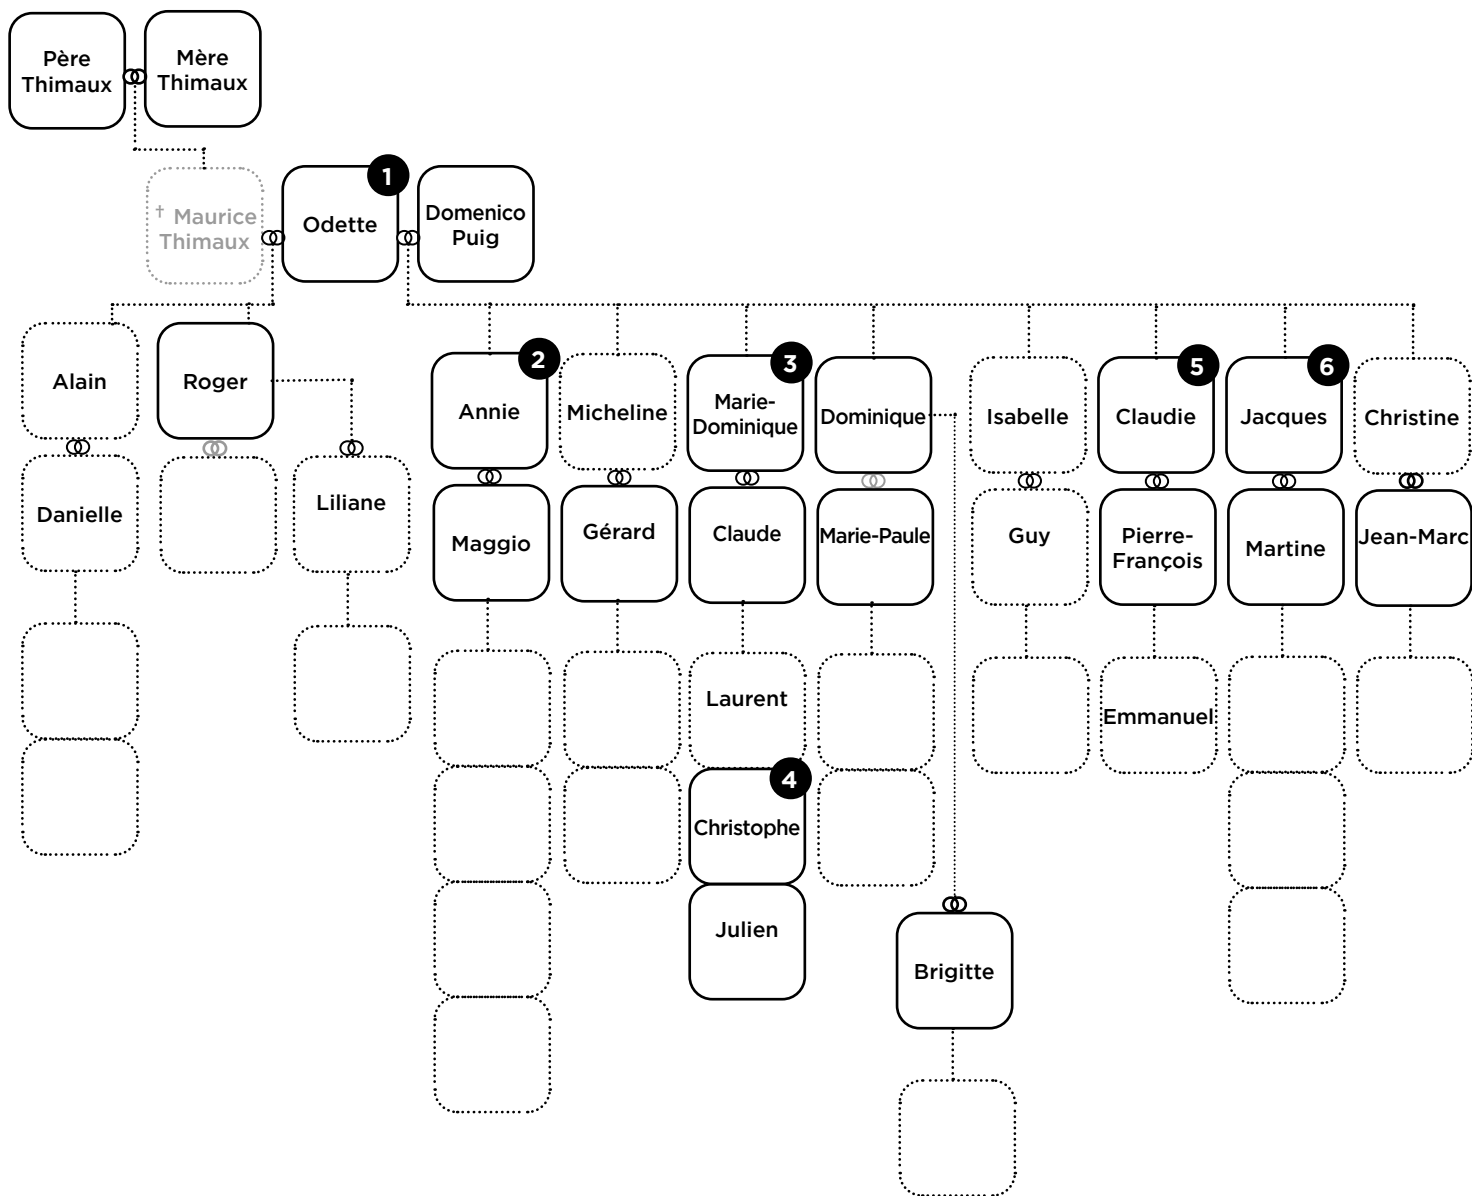 Père
Thimaux
Mère
Thimaux
† Maurice
Thimaux
1
Odette
Domenico
Puig
Alain
Roger
2
Annie
Micheline
3
Marie-
Dominique
Dominique
Isabelle
5
Claudie
6
Jacques
Christine
Danielle
Liliane
Maggio
Gérard
Claude
Marie-Paule
Guy
Pierre-
François
Martine
Jean-Marc
Laurent
Emmanuel
4
Christophe
Julien
Brigitte